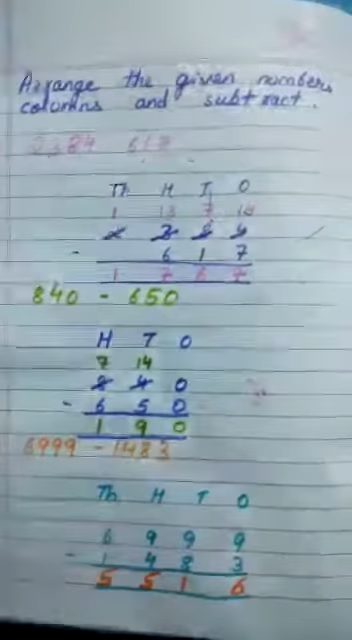 Arrange the given numbers
columns and subtract.
2384 617
Th H T O
1 13 7 14
2 3 8 4
- 6 1 7
1 7 6 7
840 - 650
H T O
7 14
8 4 0
- 6 5 0
1 9 0
6999 - 1483
Th H T O
6 9 9 9
- 1 4 8 3
5 5 1 6